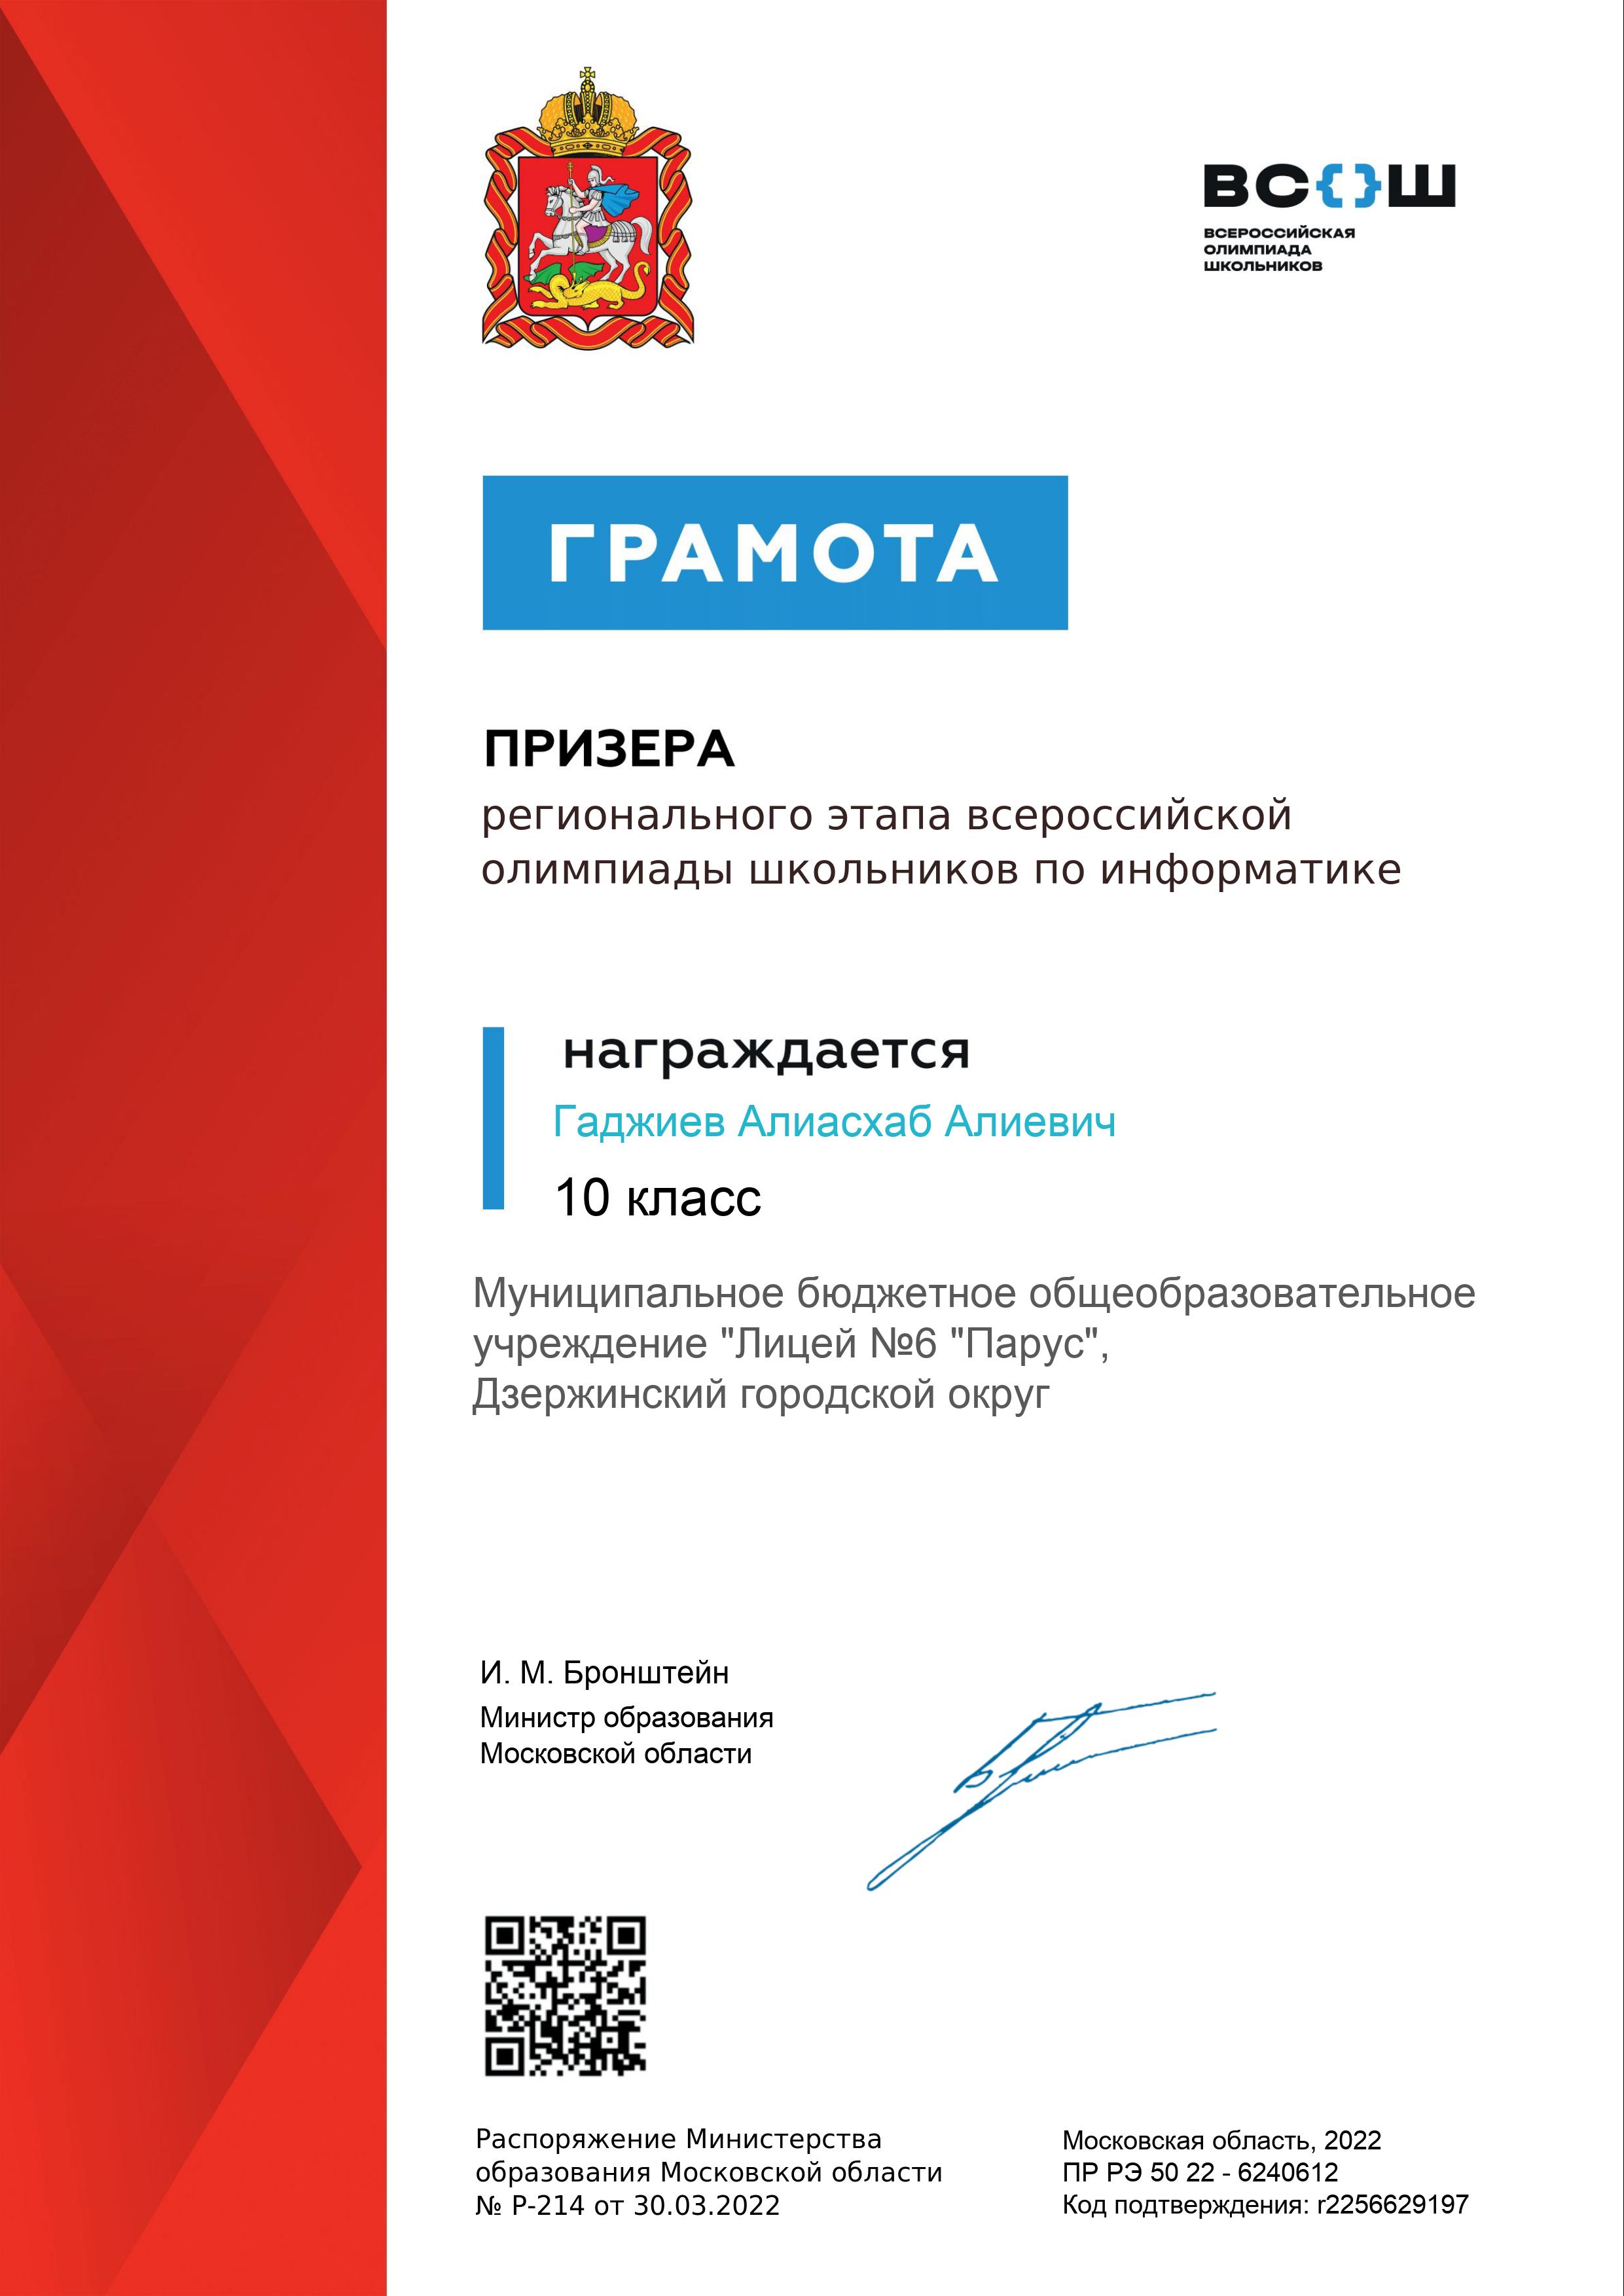 ВСОШ
ВСЕРОССИЙСКАЯ
ОЛИМПИАДА
ШКОЛЬНИКОВ
ГРАМОТА
ПРИЗЕРА
регионального этапа всероссийской
олимпиады школьников по информатике
награждается
Гаджиев Алиасхаб Алиевич
10 класс
Муниципальное бюджетное общеобразовательное
учреждение "Лицей №6 "Парус",
Дзержинский городской округ
И. М. Бронштейн
Министр образования
Московской области
Распоряжение Министерства
образования Московской области
№ Р-214 от 30.03.2022
Московская область, 2022
ПР РЭ 50 22 - 6240612
Код подтверждения: r2256629197